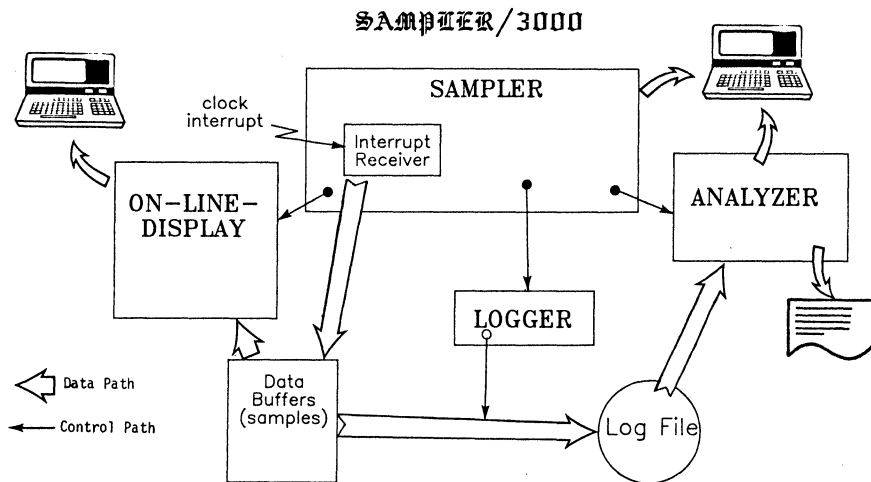 SAMPLER/3000
SAMPLER
clock
interrupt
Interrupt
Receiver
ON-LINE-
DISPLAY
ANALYZER
LOGGER
Data
Buffers
(samples)
Log File
Data Path
Control Path